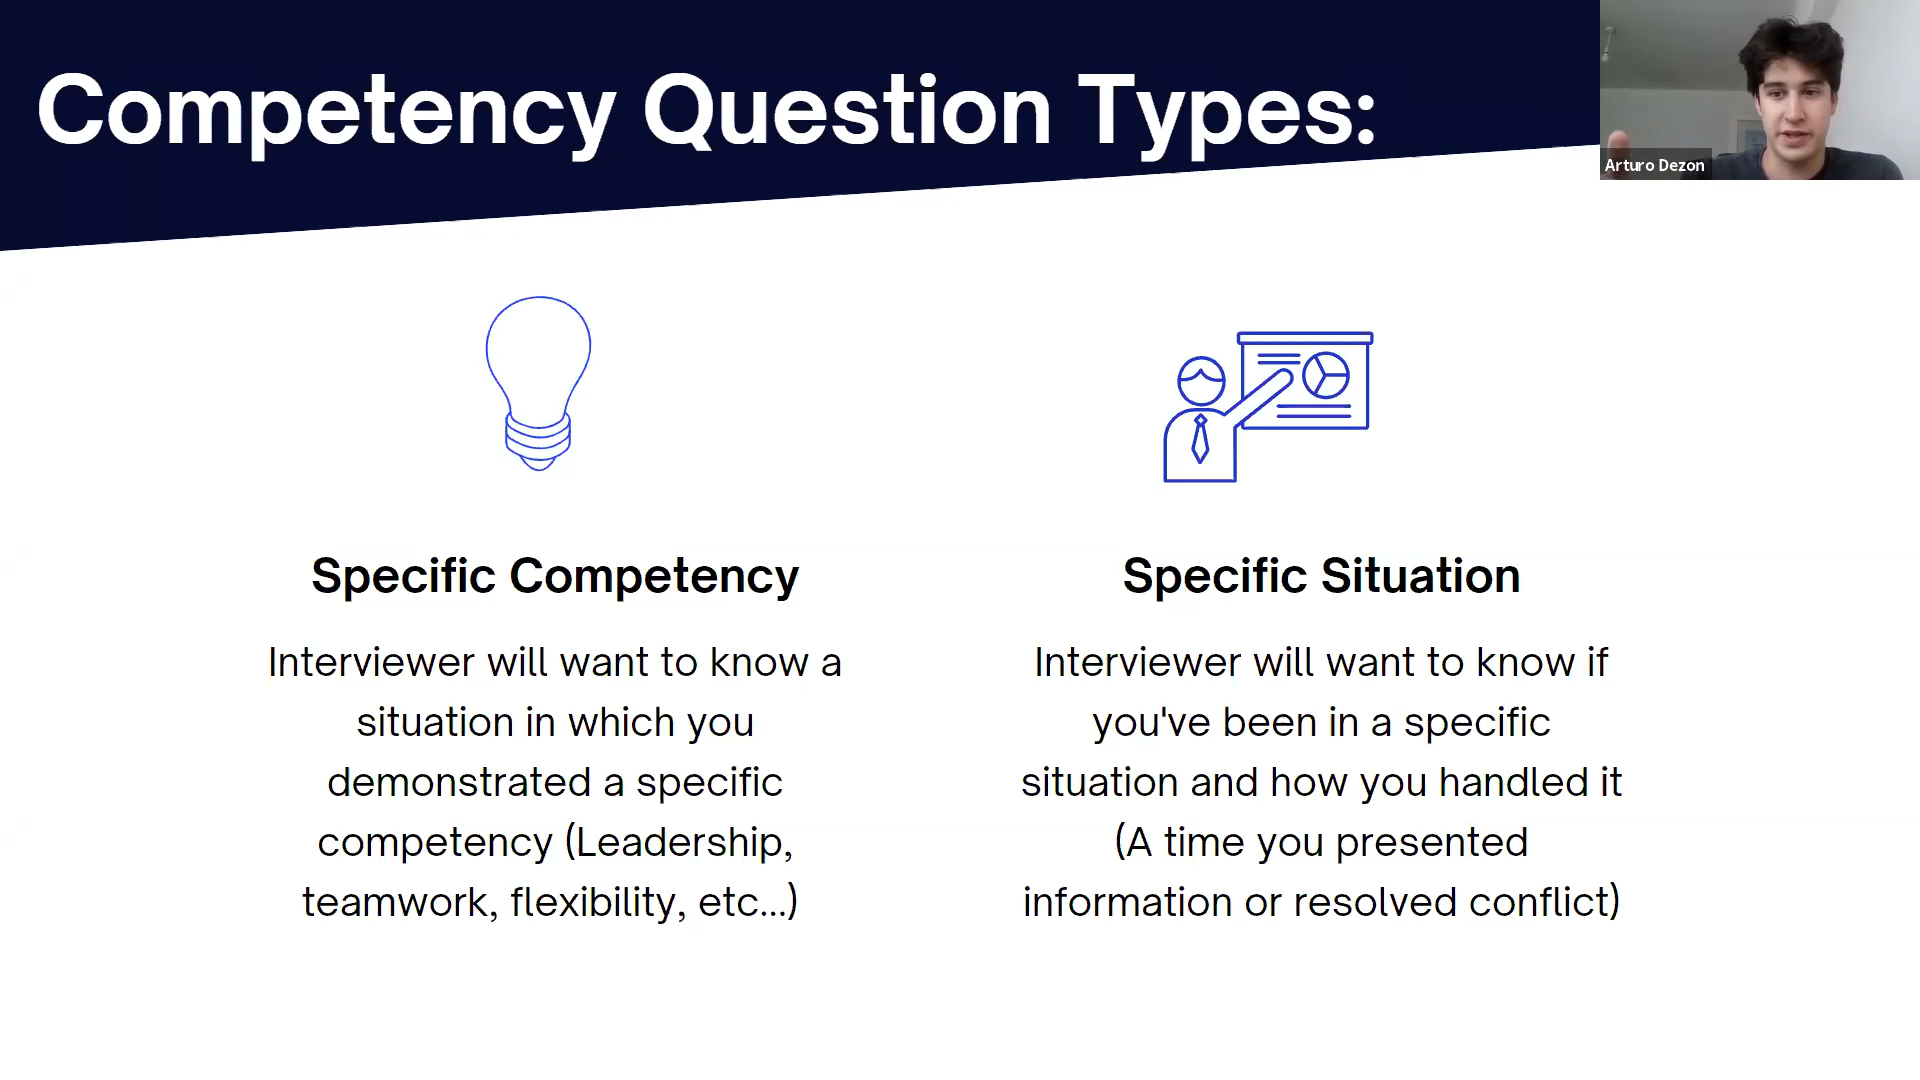 Competency Question Types:
Arturo Dezon
Specific Competency
Interviewer will want to know a
situation in which you
demonstrated a specific
competency (Leadership,
teamwork, flexibility, etc...)
Specific Situation
Interviewer will want to know if
you've been in a specific
situation and how you handled it
(A time you presented
information or resolved conflict)